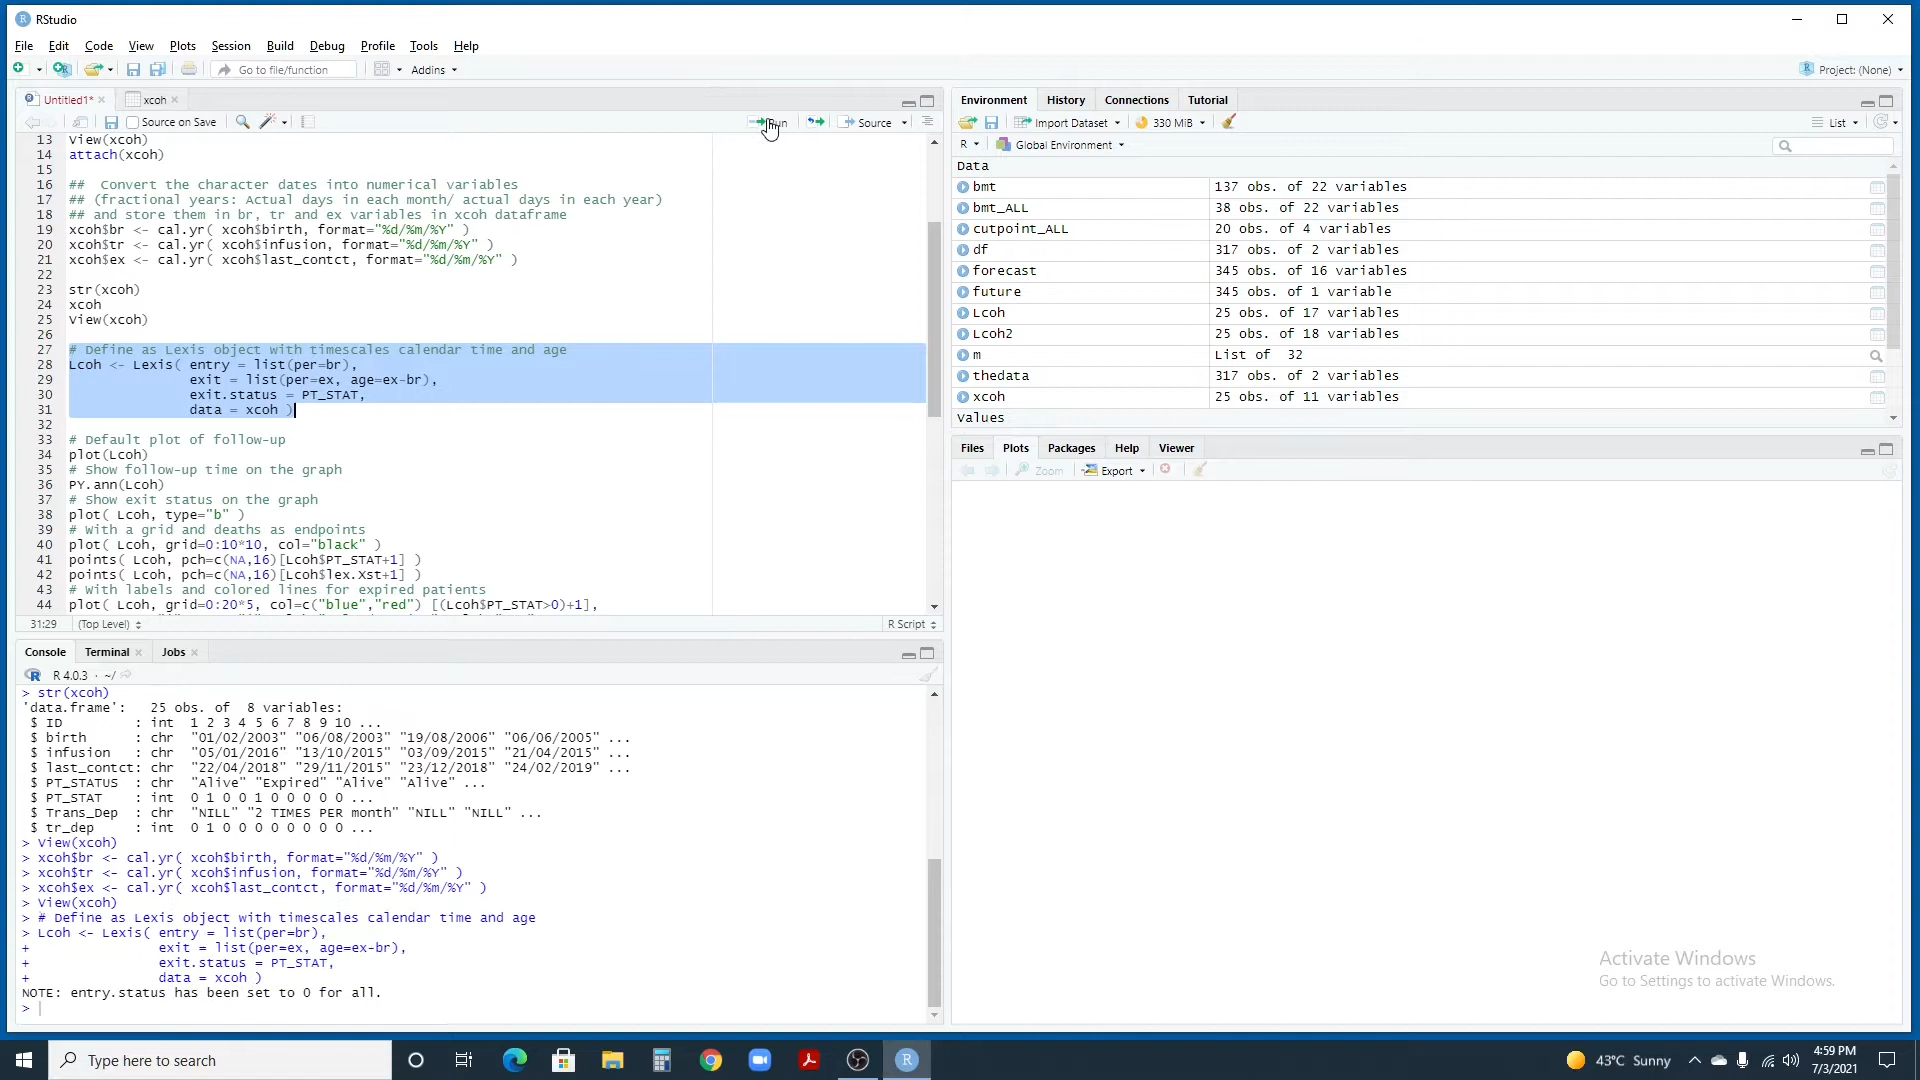 RStudio
File Edit Code View Plots Session Build Debug Profile Tools Help
Go to file/function Addins Project: (None)
Untitled1* xcoh
Source on Save Run Source
13 View(xcoh)
14 attach(xcoh)
15
16 ##  Convert the character dates into numerical variables
17 ## (fractional years: Actual days in each month/ actual days in each year)
18 ## and store them in br, tr and ex variables in xcoh dataframe
19 xcoh$br <- cal.yr( xcoh$birth, format="%d/%m/%Y" )
20 xcoh$tr <- cal.yr( xcoh$infusion, format="%d/%m/%Y" )
21 xcoh$ex <- cal.yr( xcoh$last_contct, format="%d/%m/%Y" )
22
23 str(xcoh)
24 xcoh
25 View(xcoh)
26
27 # Define as Lexis object with timescales calendar time and age
28 Lcoh <- Lexis( entry = list(per=br),
29 exit = list(per=ex, age=ex-br),
30 exit.status = PT_STAT,
31 data = xcoh )
32
33 # Default plot of follow-up
34 plot(Lcoh)
35 # Show follow-up time on the graph
36 PY.ann(Lcoh)
37 # Show exit status on the graph
38 plot( Lcoh, type="b" )
39 # With a grid and deaths as endpoints
40 plot( Lcoh, grid=0:10*10, col="black" )
41 points( Lcoh, pch=c(NA,16)[Lcoh$PT_STAT+1] )
42 points( Lcoh, pch=c(NA,16)[Lcoh$lex.Xst+1] )
43 # With labels and colored lines for expired patients
44 plot( Lcoh, grid=0:20*5, col=c("blue","red") [(Lcoh$PT_STAT>0)+1],
31:29 (Top Level) R Script
Console Terminal Jobs
R 4.0.3 · ~/
> str(xcoh)
'data.frame': 25 obs. of 8 variables:
$ ID : int 1 2 3 4 5 6 7 8 9 10 ...
$ birth : chr "01/02/2003" "06/08/2003" "19/08/2006" "06/06/2005" ...
$ infusion : chr "05/01/2016" "13/10/2015" "03/09/2015" "21/04/2015" ...
$ last_contct: chr "22/04/2018" "29/11/2015" "23/12/2018" "24/02/2019" ...
$ PT_STATUS : chr "Alive" "Expired" "Alive" "Alive" ...
$ PT_STAT : int 0 1 0 0 1 0 0 0 0 0 ...
$ Trans_Dep : chr "NILL" "2 TIMES PER month" "NILL" "NILL" ...
$ tr_dep : int 0 1 0 0 0 0 0 0 0 0 ...
> View(xcoh)
> xcoh$br <- cal.yr( xcoh$birth, format="%d/%m/%Y" )
> xcoh$tr <- cal.yr( xcoh$infusion, format="%d/%m/%Y" )
> xcoh$ex <- cal.yr( xcoh$last_contct, format="%d/%m/%Y" )
> View(xcoh)
> # Define as Lexis object with timescales calendar time and age
> Lcoh <- Lexis( entry = list(per=br),
+ exit = list(per=ex, age=ex-br),
+ exit.status = PT_STAT,
+ data = xcoh )
NOTE: entry.status has been set to 0 for all.
>
Environment History Connections Tutorial
Import Dataset 330 MiB List
R Global Environment
Data
bmt 137 obs. of 22 variables
bmt_ALL 38 obs. of 22 variables
cutpoint_ALL 20 obs. of 4 variables
df 317 obs. of 2 variables
forecast 345 obs. of 16 variables
future 345 obs. of 1 variable
Lcoh 25 obs. of 17 variables
Lcoh2 25 obs. of 18 variables
m List of 32
thedata 317 obs. of 2 variables
xcoh 25 obs. of 11 variables
Values
Files Plots Packages Help Viewer
Zoom Export
Activate Windows
Go to Settings to activate Windows.
Type here to search
43°C Sunny
4:59 PM
7/3/2021